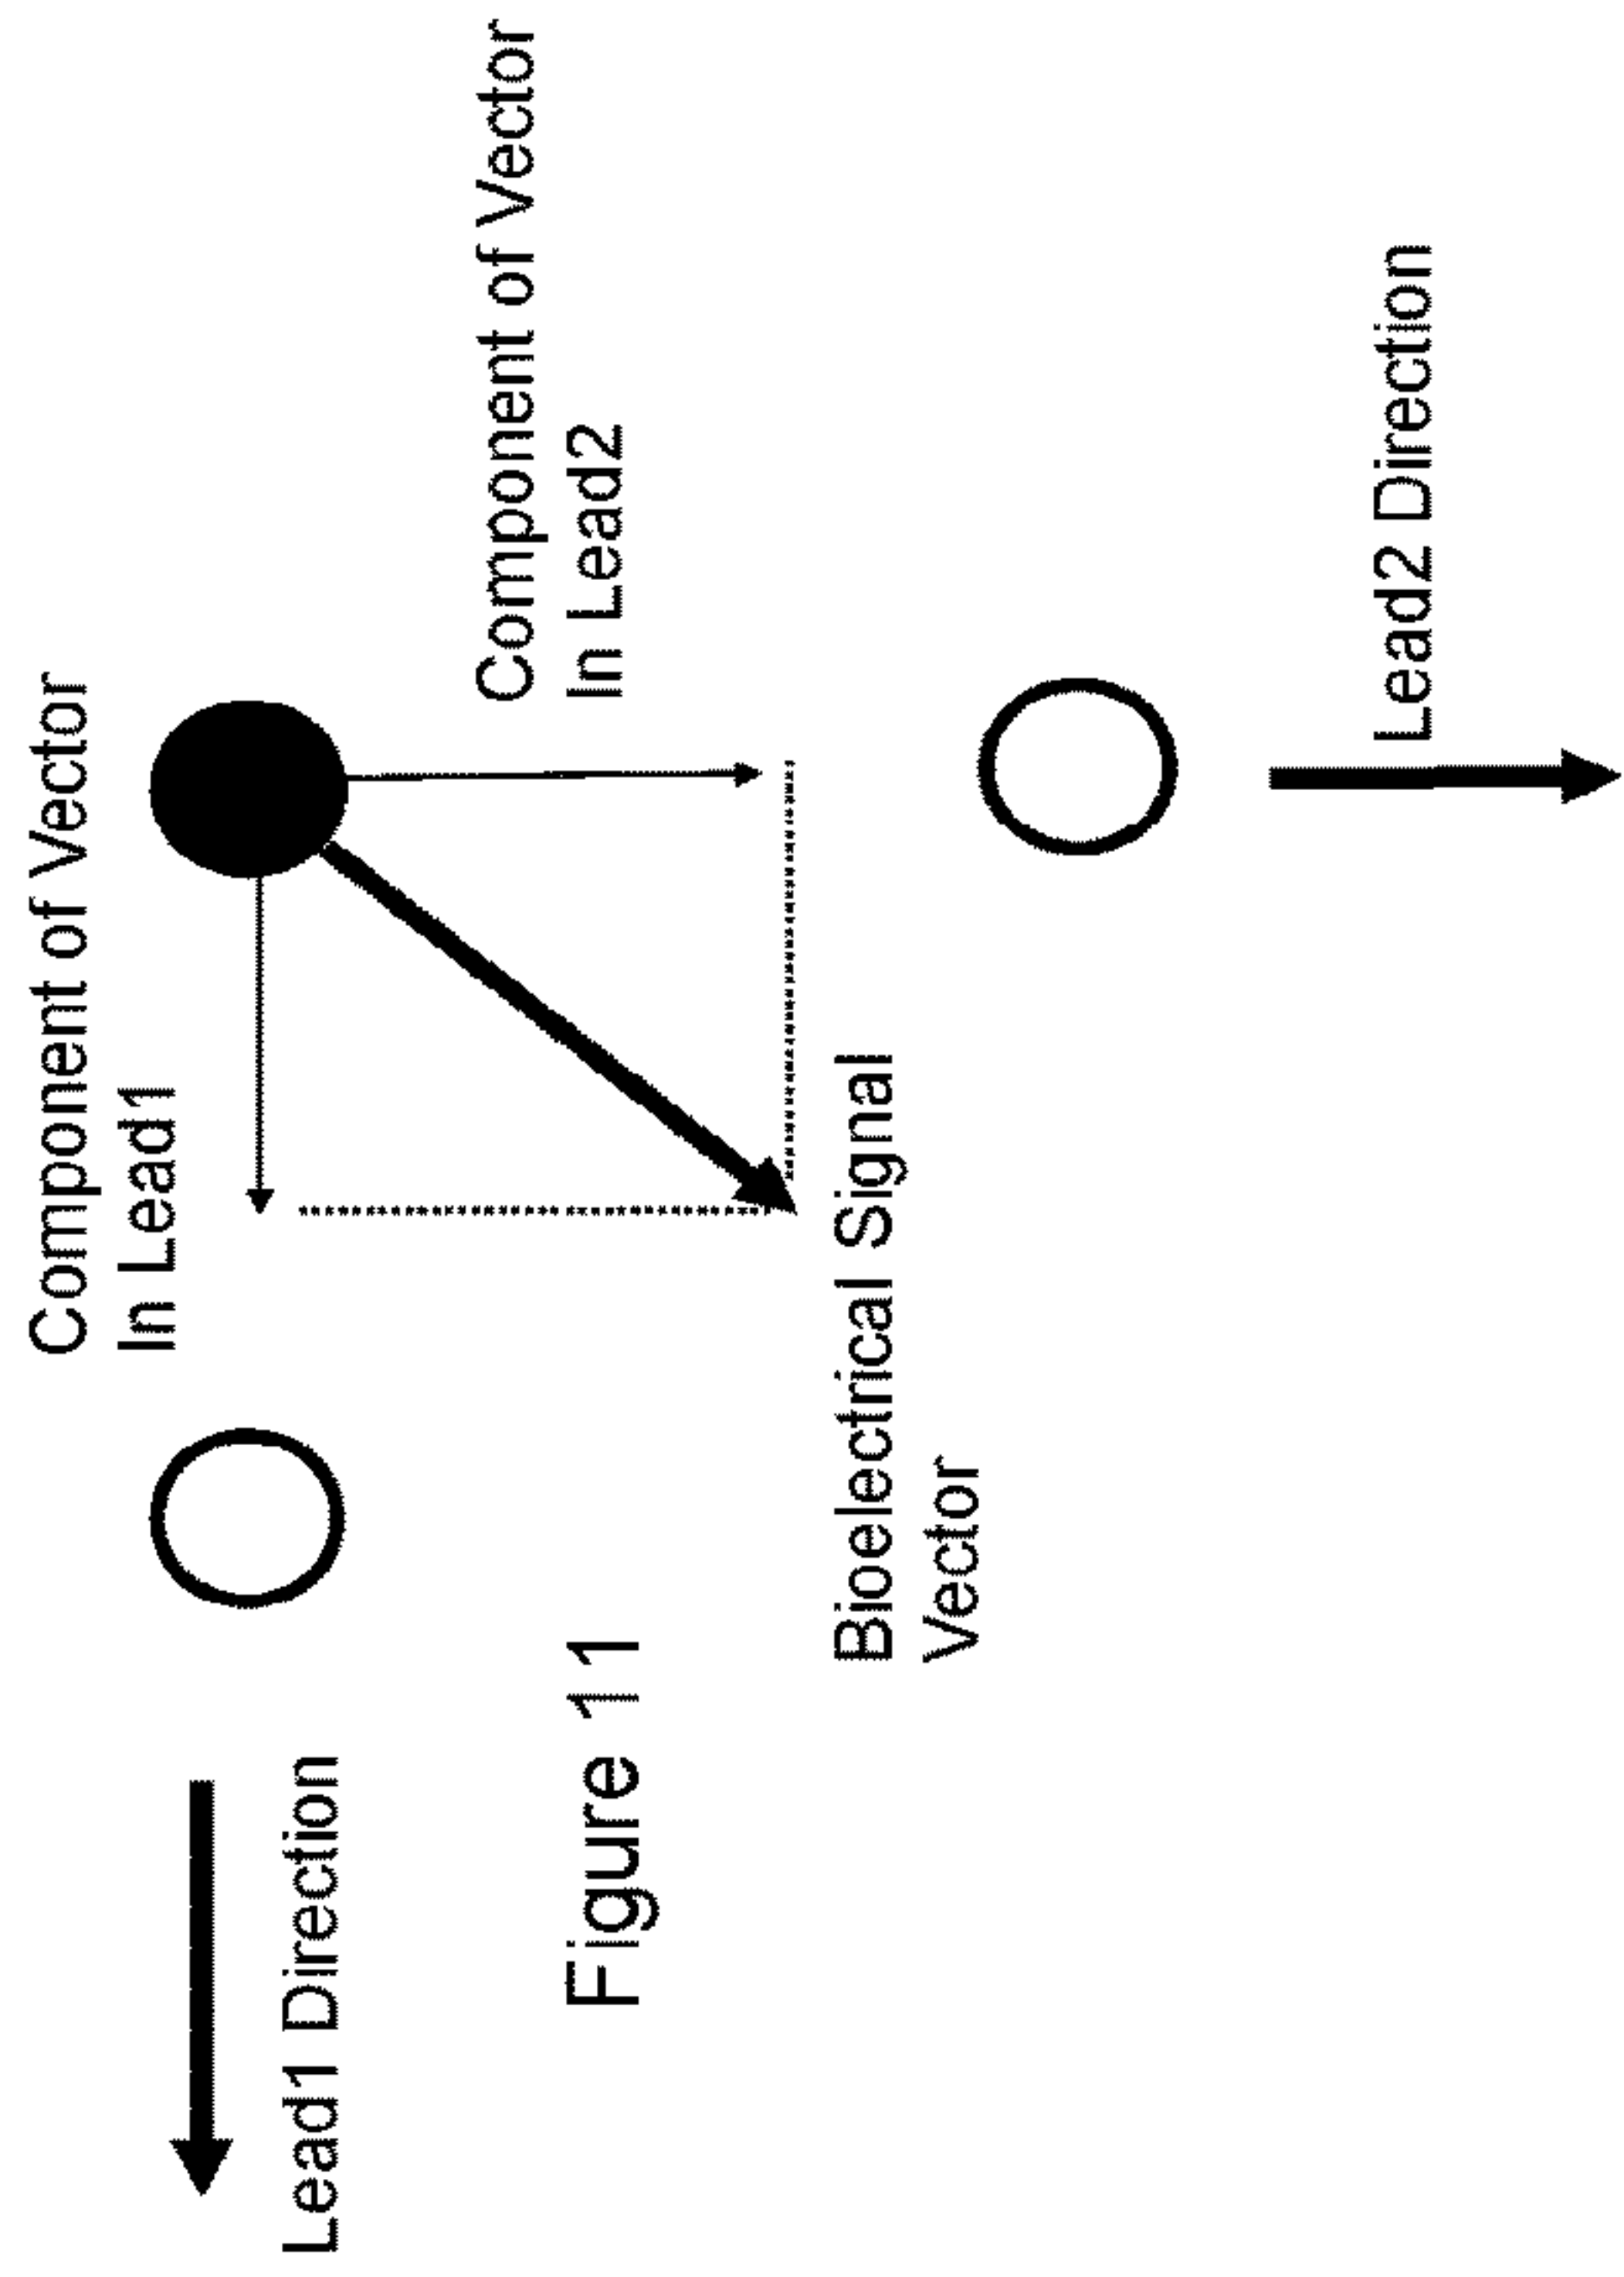 Component of Vector
In Lead1
Component of Vector
In Lead2
Lead1 Direction
Figure 11
Bioelectrical Signal
Vector
Lead2 Direction